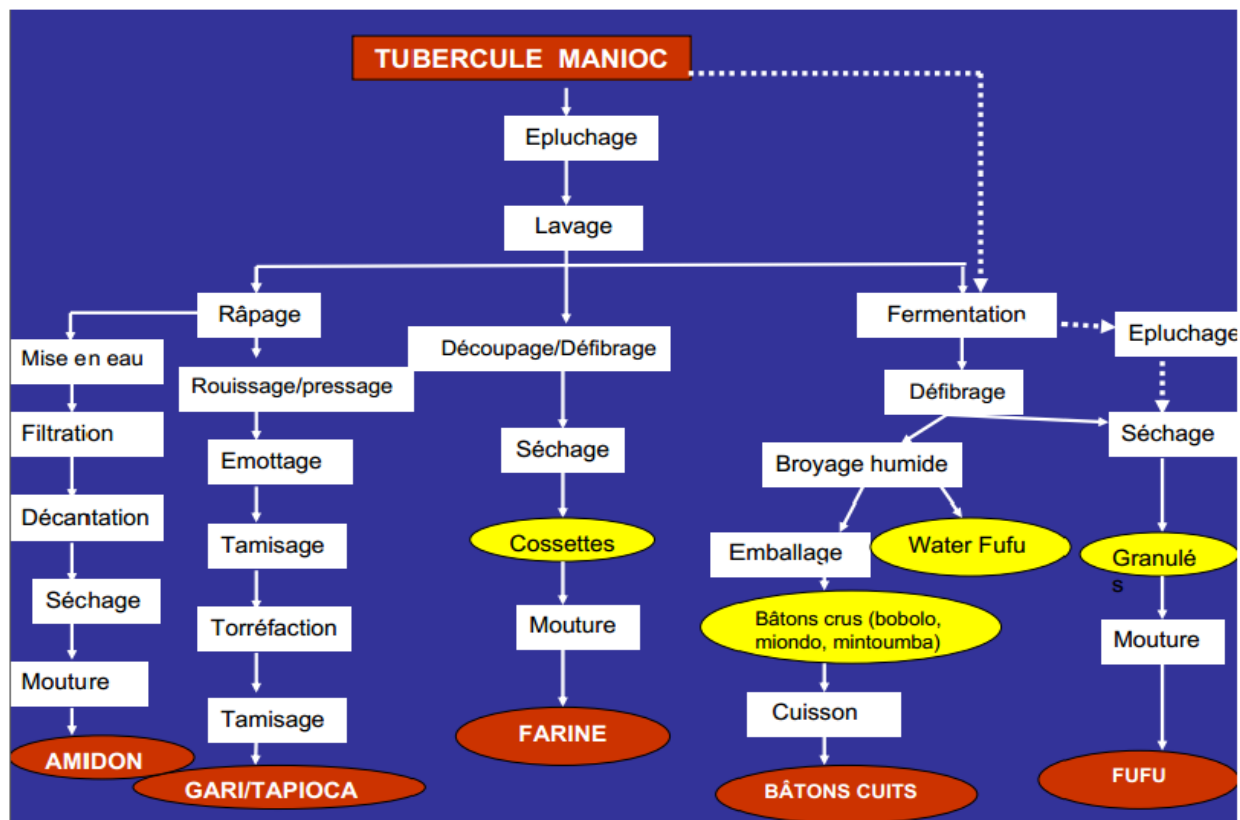 TUBERCULE MANIOC
Epluchage
Lavage
Râpage
Fermentation
Epluchage
Découpage/Défibrage
Mise en eau
Rouissage/pressage
Défibrage
Filtration
Séchage
Emottage
Séchage
Broyage humide
Décantation
Tamisage
Cossettes
Emballage
Water Fufu
Granulé
s
Séchage
Torréfaction
Mouture
Bâtons crus (bobolo,
miondo, mintoumba)
Mouture
Mouture
Tamisage
Cuisson
FARINE
AMIDON
GARI/TAPIOCA
BÂTONS CUITS
FUFU